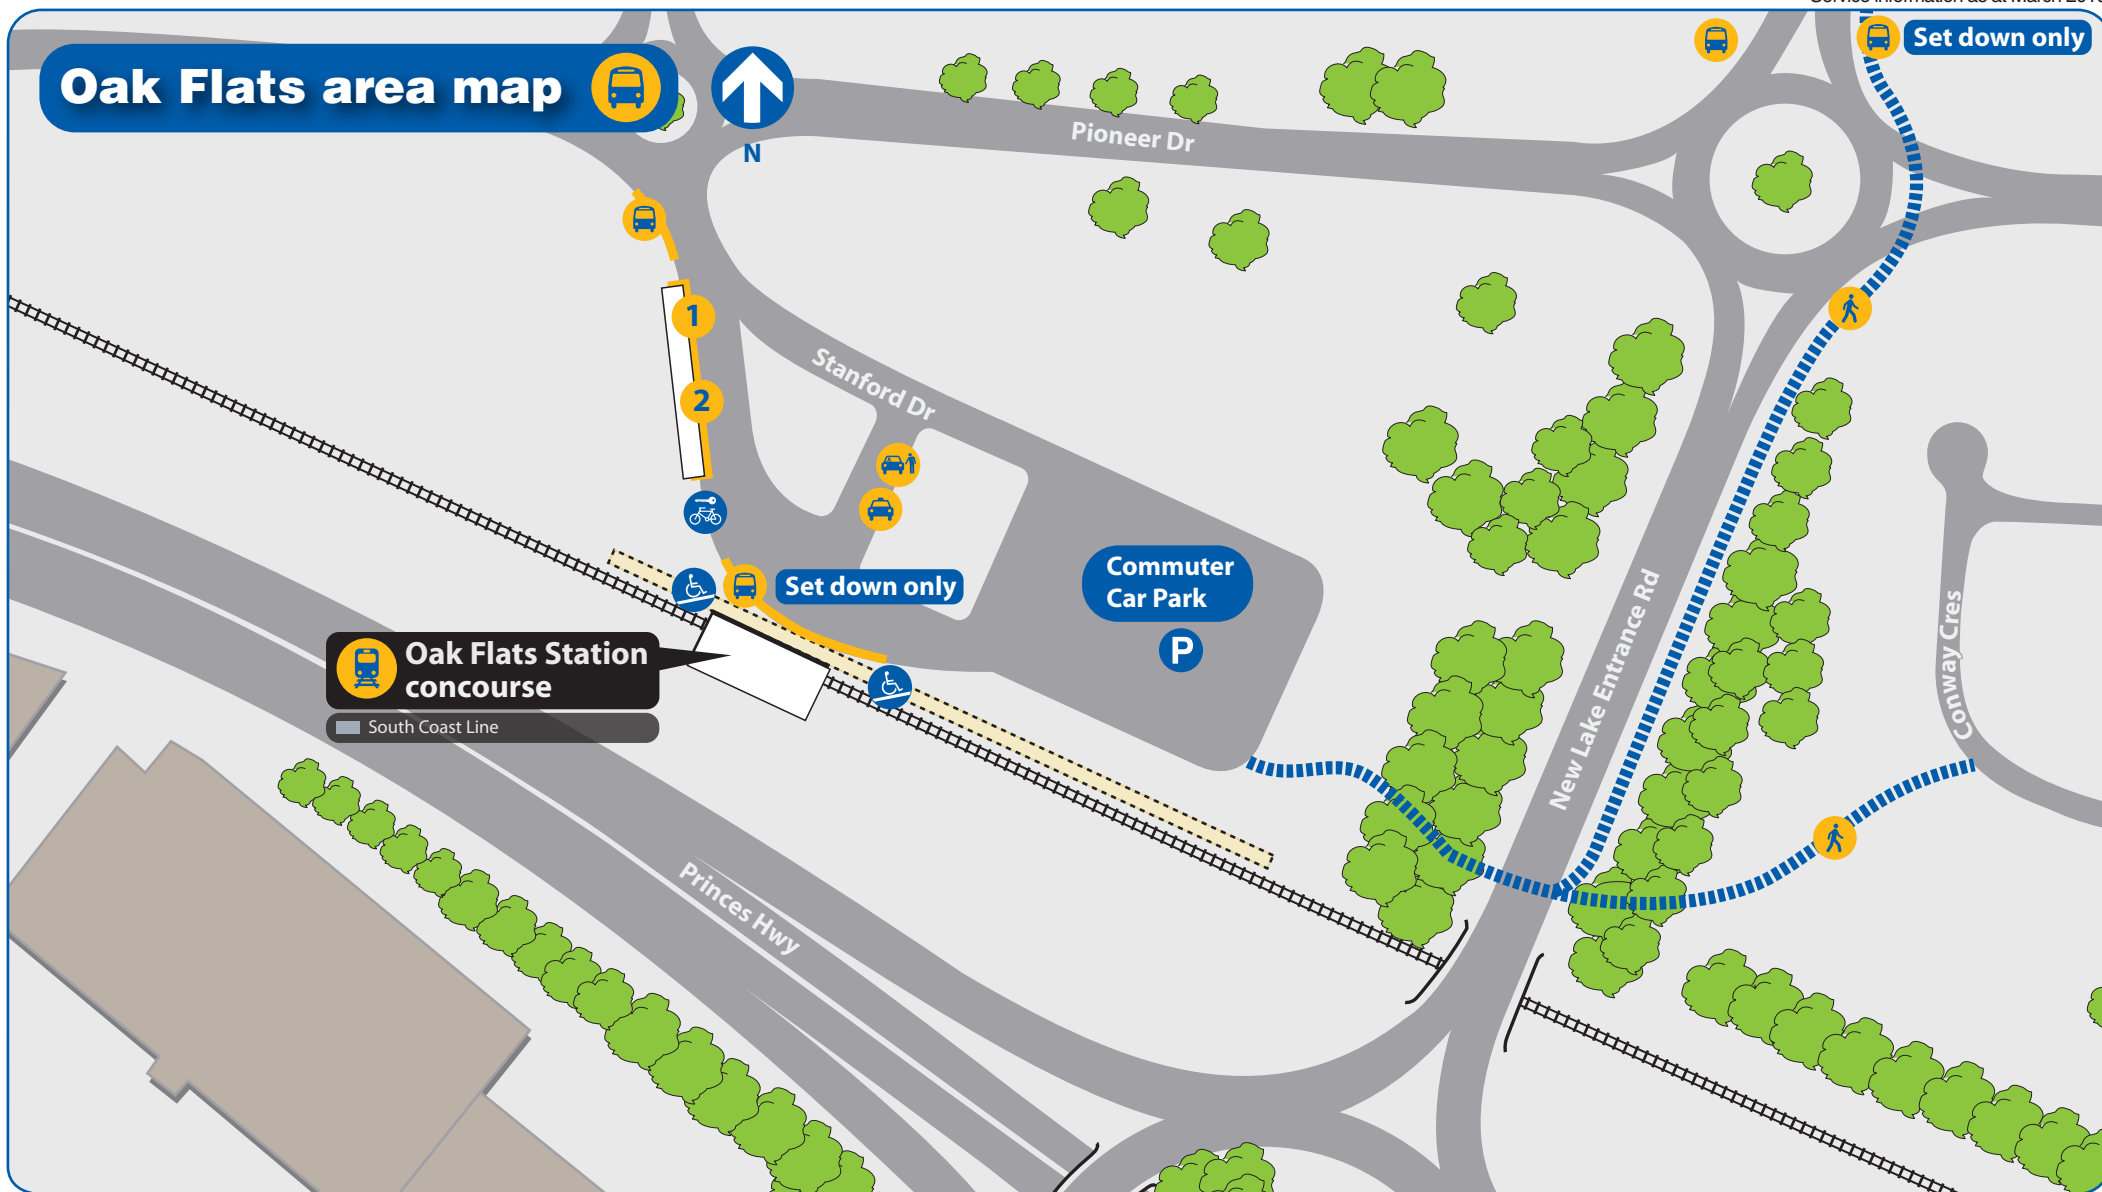 Oak Flats area map
N
Set down only
Pioneer Dr
1
2
Stanford Dr
Set down only
Commuter
Car Park
P
Oak Flats Station
concourse
South Coast Line
New Lake Entrance Rd
Conway Cres
Princes Hwy